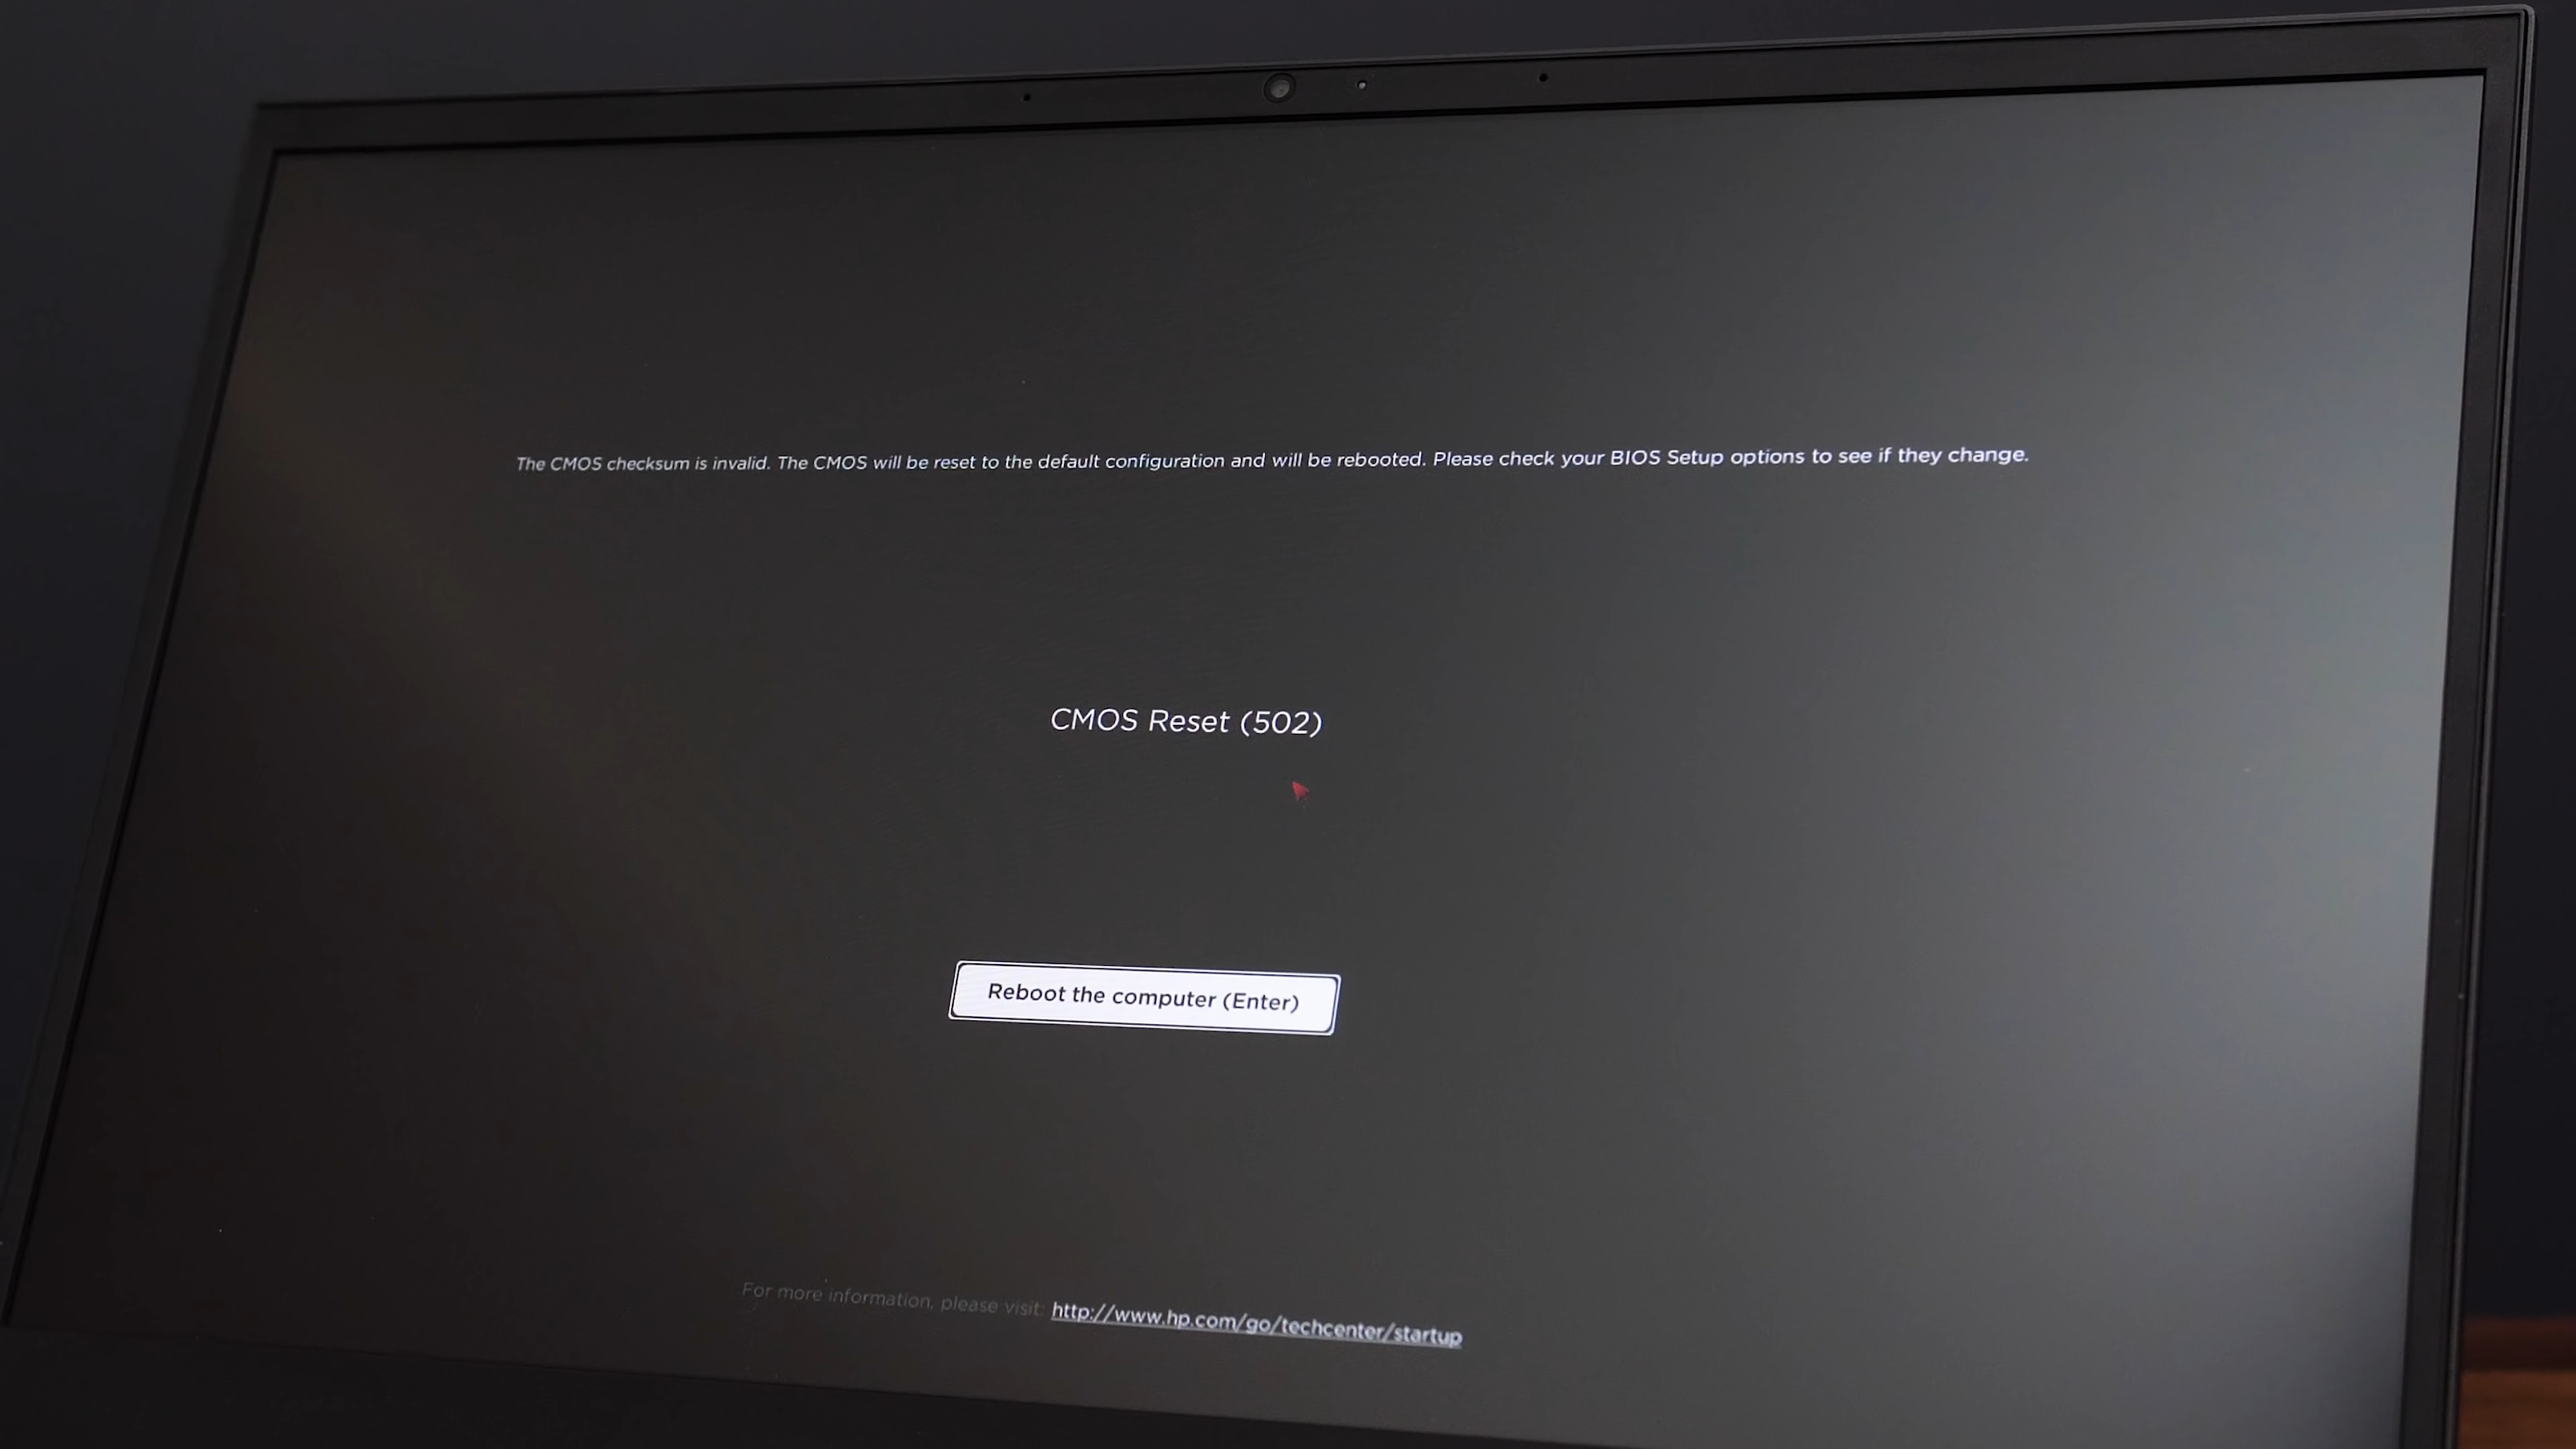 The CMOS checksum is invalid. The CMOS will be reset to the default configuration and will be rebooted. Please check your BIOS Setup options to see if they change.
CMOS Reset (502)
Reboot the computer (Enter)
For more information, please visit: http://www.hp.com/go/techcenter/startup